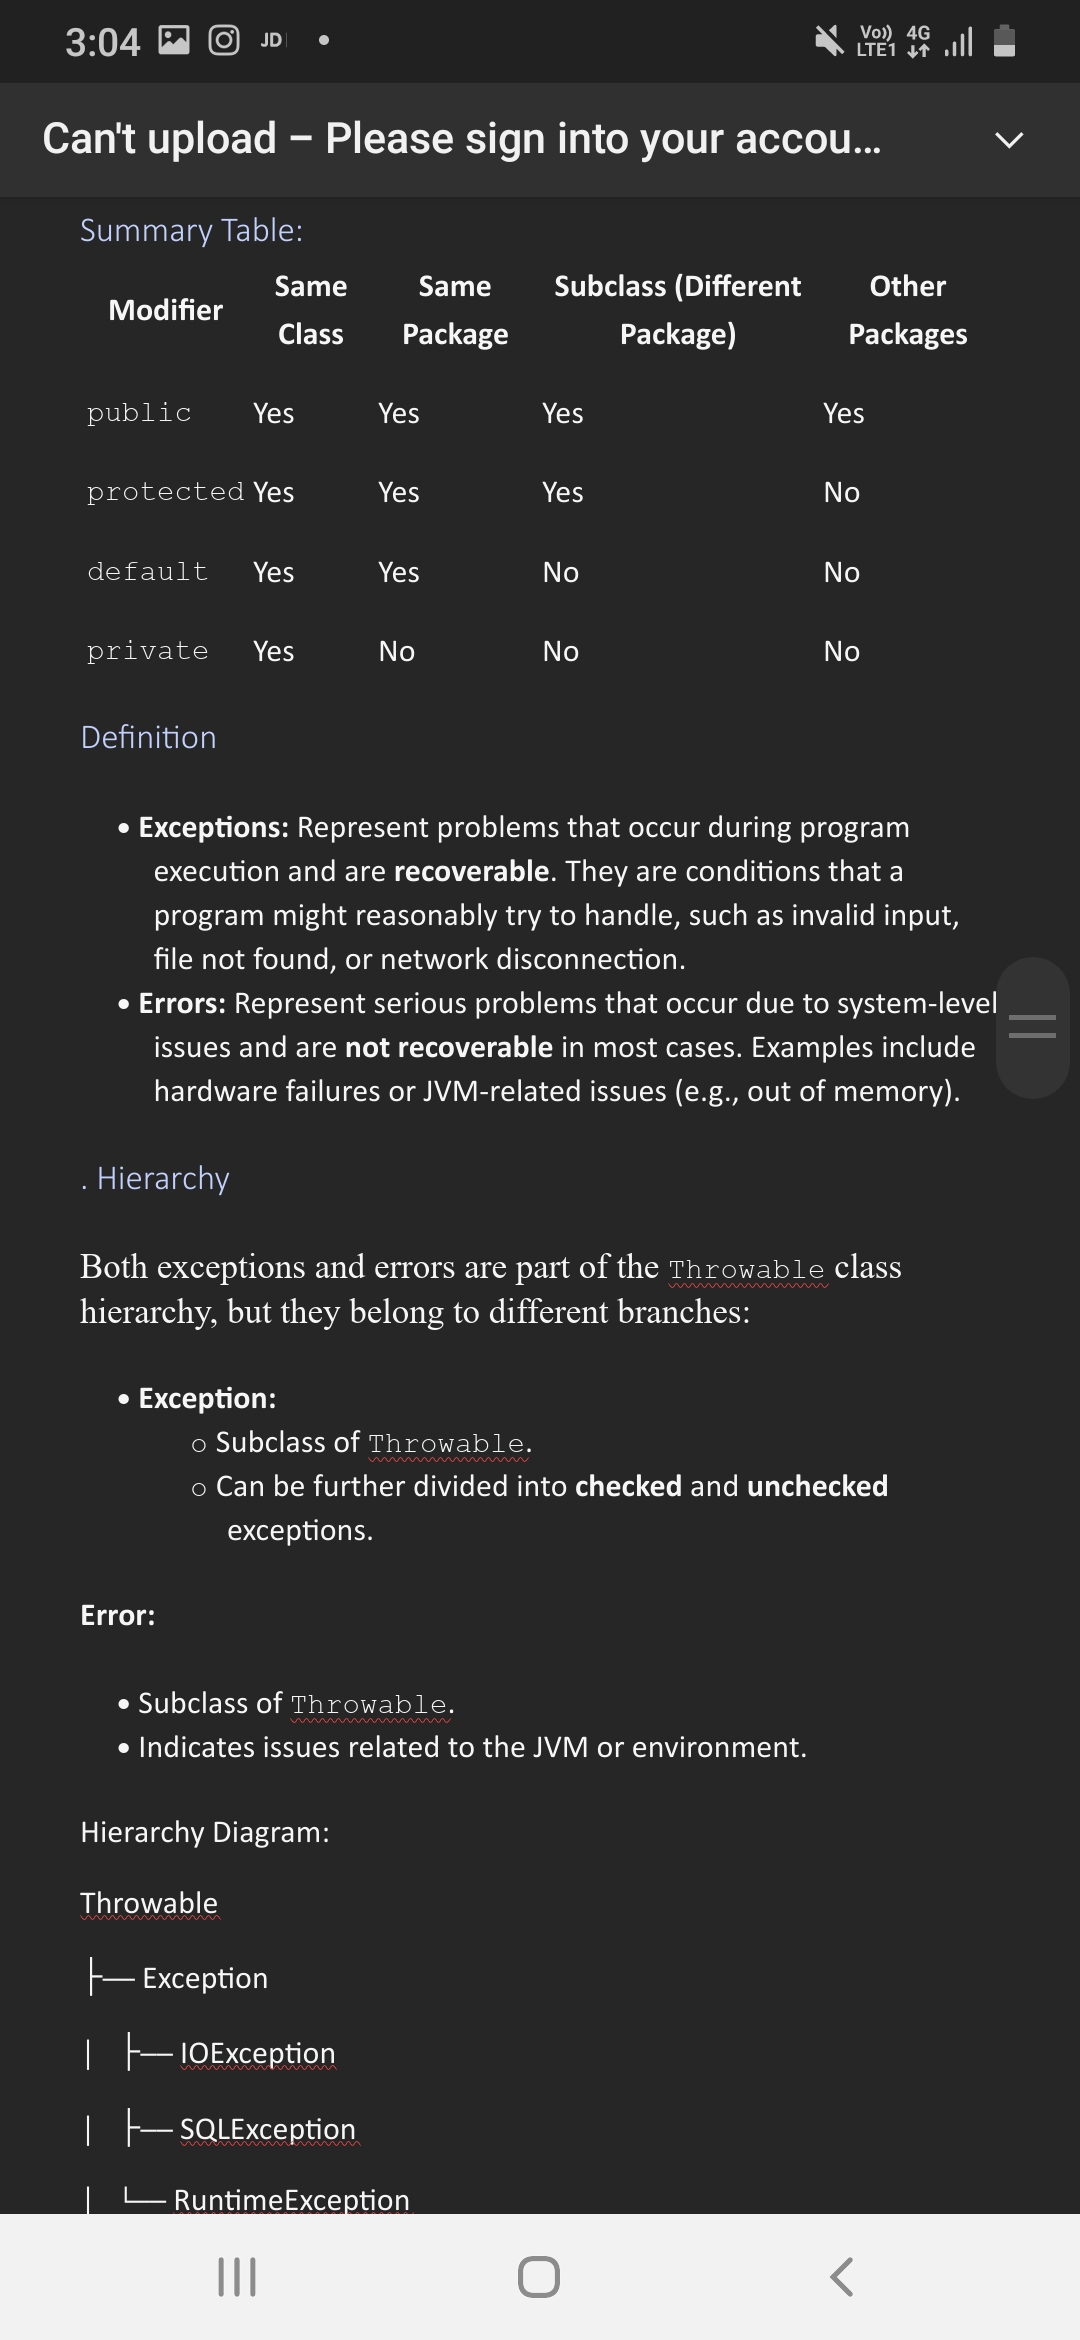 3:04 JD
Vo)) 4G
LTE1
Can't upload – Please sign into your accou...
Summary Table:
Modifier Same Class Same Package Subclass (Different Package) Other Packages
public Yes Yes Yes Yes
protected Yes Yes Yes No
default Yes Yes No No
private Yes No No No
Definition
• Exceptions: Represent problems that occur during program
execution and are recoverable. They are conditions that a
program might reasonably try to handle, such as invalid input,
file not found, or network disconnection.
• Errors: Represent serious problems that occur due to system-level
issues and are not recoverable in most cases. Examples include
hardware failures or JVM-related issues (e.g., out of memory).
. Hierarchy
Both exceptions and errors are part of the Throwable class
hierarchy, but they belong to different branches:
• Exception:
o Subclass of Throwable.
o Can be further divided into checked and unchecked
exceptions.
Error:
• Subclass of Throwable.
• Indicates issues related to the JVM or environment.
Hierarchy Diagram:
Throwable
├── Exception
│ ├── IOException
│ ├── SQLException
│ └── RuntimeException